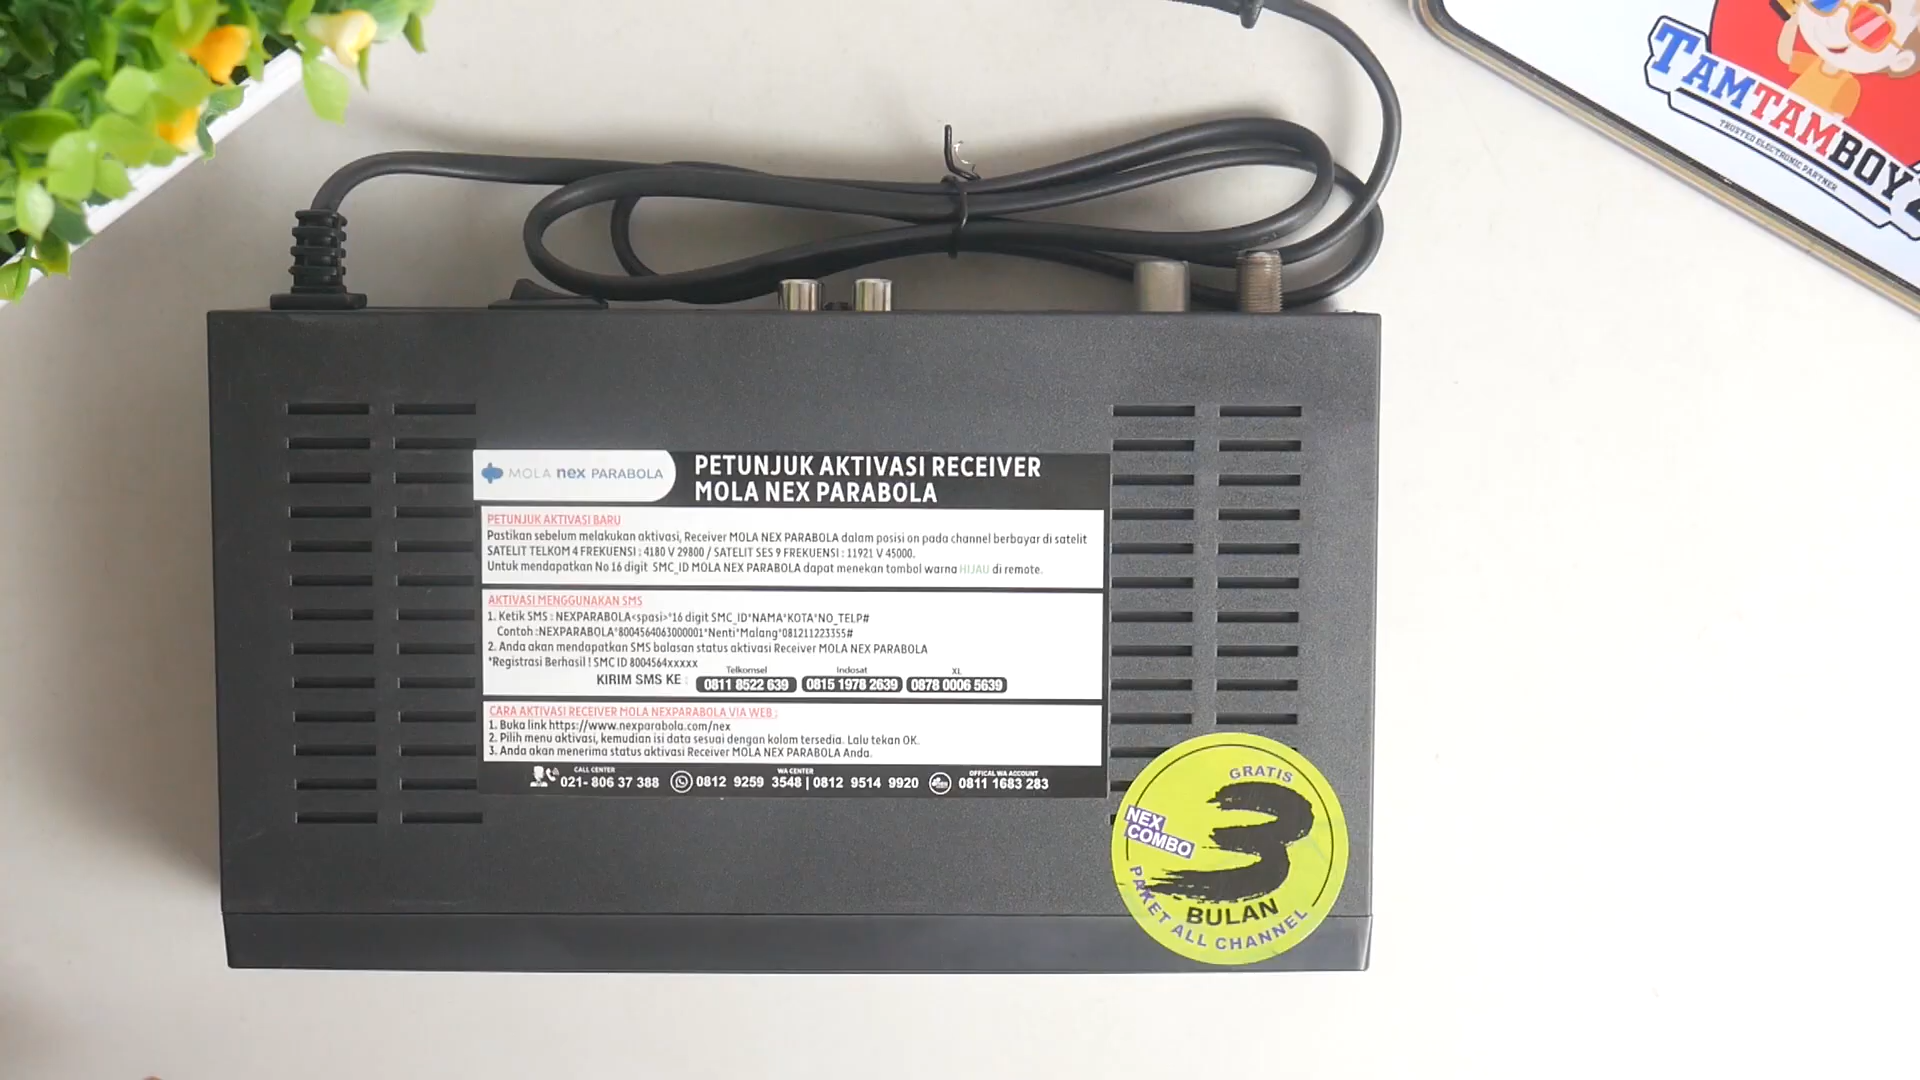 TAMTAMBOY
TRUSTED ELECTRONIC PARTNER
MOLA nex PARABOLA
PETUNJUK AKTIVASI RECEIVER
MOLA NEX PARABOLA
PETUNJUK AKTIVASI BARU
Pastikan sebelum melakukan aktivasi, Receiver MOLA NEX PARABOLA dalam posisi on pada channel berbayar di satelit
SATELIT TELKOM 4 FREKUENSI : 4180 V 29800 / SATELIT SES 9 FREKUENSI : 11921 V 45000.
Untuk mendapatkan No 16 digit SMC_ID MOLA NEX PARABOLA dapat menekan tombol warna HIJAU di remote.
AKTIVASI MENGGUNAKAN SMS
1. Ketik SMS : NEXPARABOLA<spasi>*16 digit SMC_ID*NAMA*KOTA*NO_TELP#
Contoh :NEXPARABOLA*8004564063000001*Nenti*Malang*081211223355#
2. Anda akan mendapatkan SMS balasan status aktivasi Receiver MOLA NEX PARABOLA
*Registrasi Berhasil ! SMC ID 8004564xxxxx
Telkomsel Indosat XL
KIRIM SMS KE : 0811 8522 639 0815 1978 2639 0878 0006 5639
CARA AKTIVASI RECEIVER MOLA NEXPARABOLA VIA WEB :
1. Buka link https://www.nexparabola.com/nex
2. Pilih menu aktivasi, kemudian isi data sesuai dengan kolom tersedia. Lalu tekan OK.
3. Anda akan menerima status aktivasi Receiver MOLA NEX PARABOLA Anda.
CALL CENTER WA CENTER OFFICAL WA ACCOUNT
021- 806 37 388 0812 9259 3548 | 0812 9514 9920 0811 1683 283
GRATIS
NEX
COMBO
3
BULAN
PAKET ALL CHANNEL